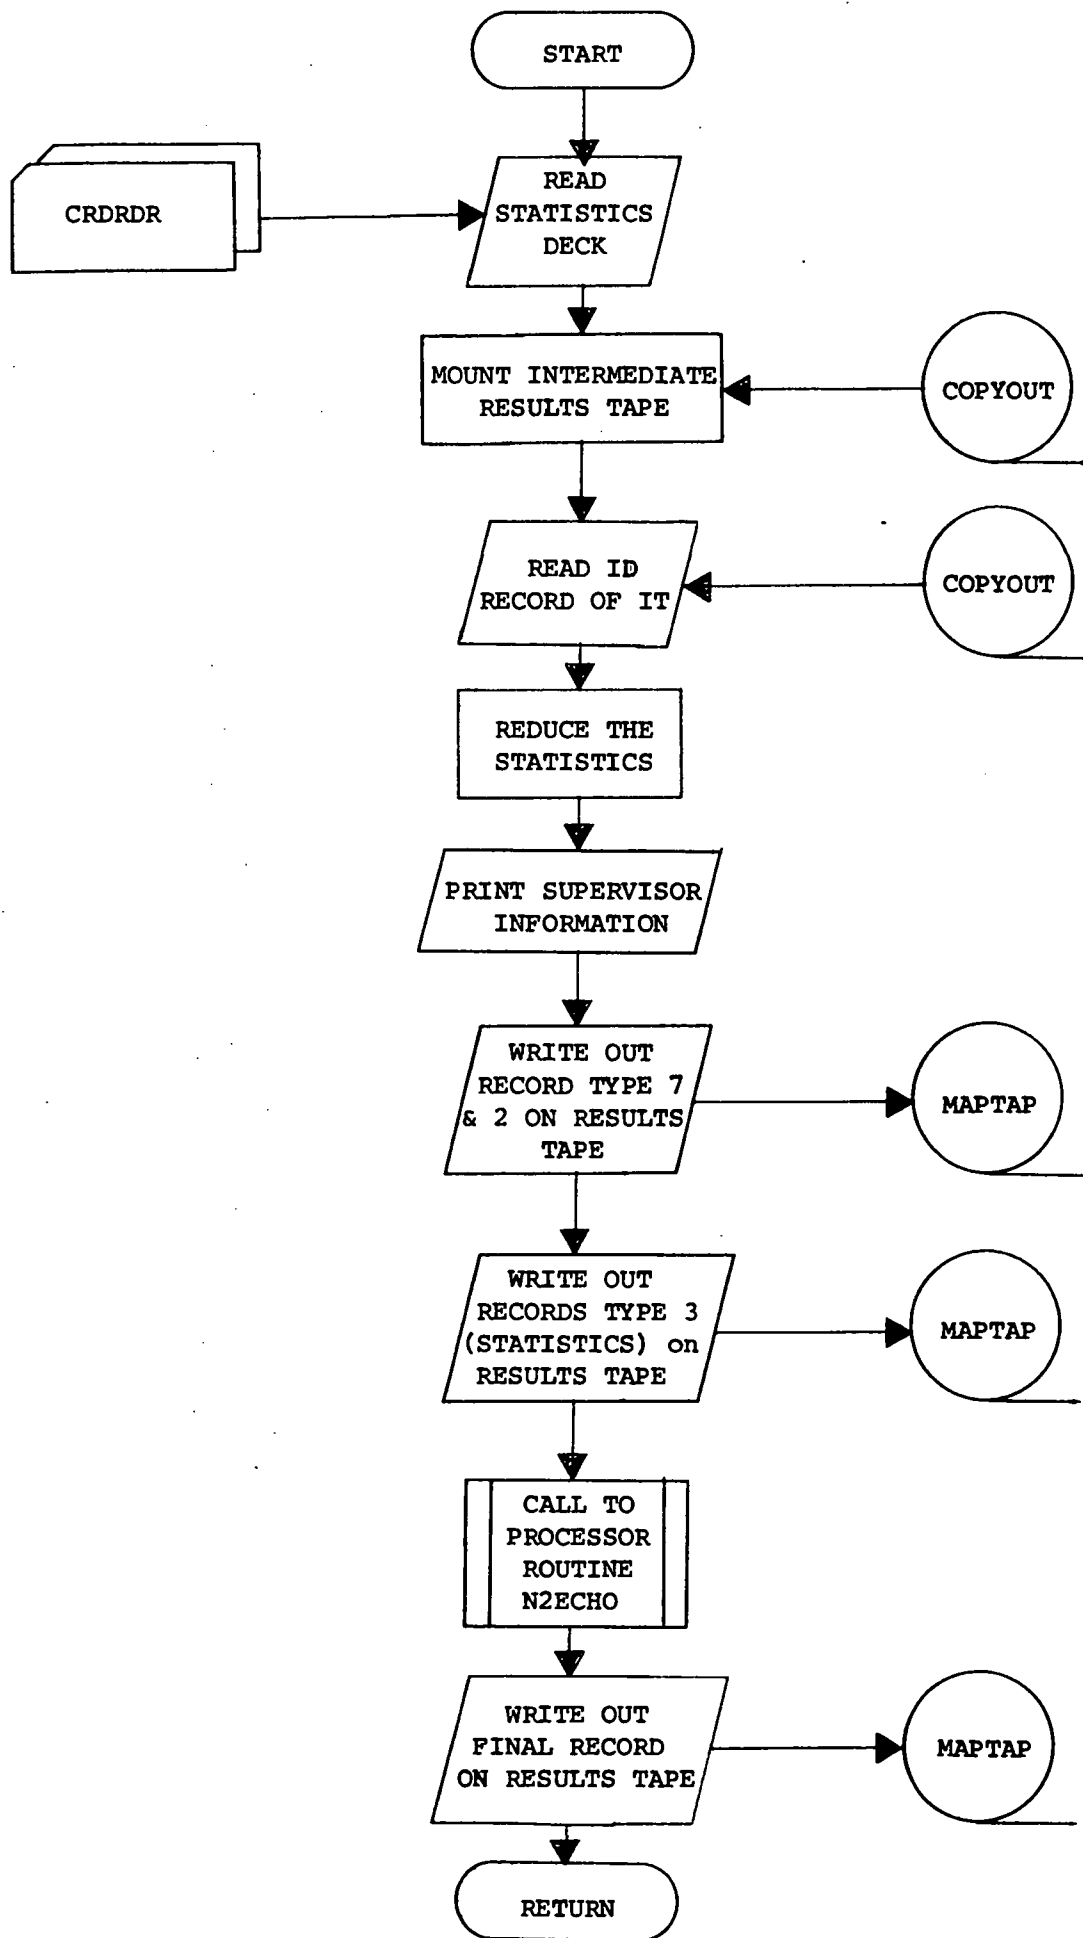 START
CRDRDR
READ
STATISTICS
DECK
MOUNT INTERMEDIATE
RESULTS TAPE
COPYOUT
READ ID
RECORD OF IT
COPYOUT
REDUCE THE
STATISTICS
PRINT SUPERVISOR
INFORMATION
WRITE OUT
RECORD TYPE 7
& 2 ON RESULTS
TAPE
MAPTAP
WRITE OUT
RECORDS TYPE 3
(STATISTICS) on
RESULTS TAPE
MAPTAP
CALL TO
PROCESSOR
ROUTINE
N2ECHO
WRITE OUT
FINAL RECORD
ON RESULTS TAPE
MAPTAP
RETURN